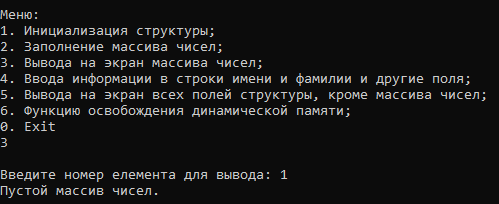 Меню:
1. Инициализация структуры;
2. Заполнение массива чисел;
3. Вывода на экран массива чисел;
4. Ввода информации в строки имени и фамилии и другие поля;
5. Вывода на экран всех полей структуры, кроме массива чисел;
6. Функцию освобождения динамической памяти;
0. Exit
3
Введите номер елемента для вывода: 1
Пустой массив чисел.